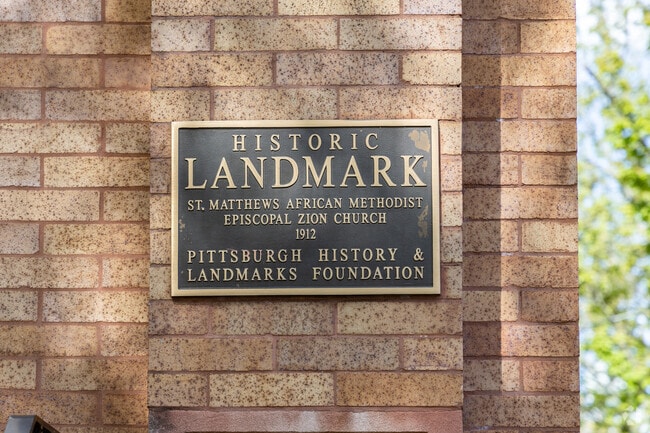 HISTORIC
LANDMARK
ST. MATTHEWS AFRICAN METHODIST
EPISCOPAL ZION CHURCH
1912
PITTSBURGH HISTORY &
LANDMARKS FOUNDATION